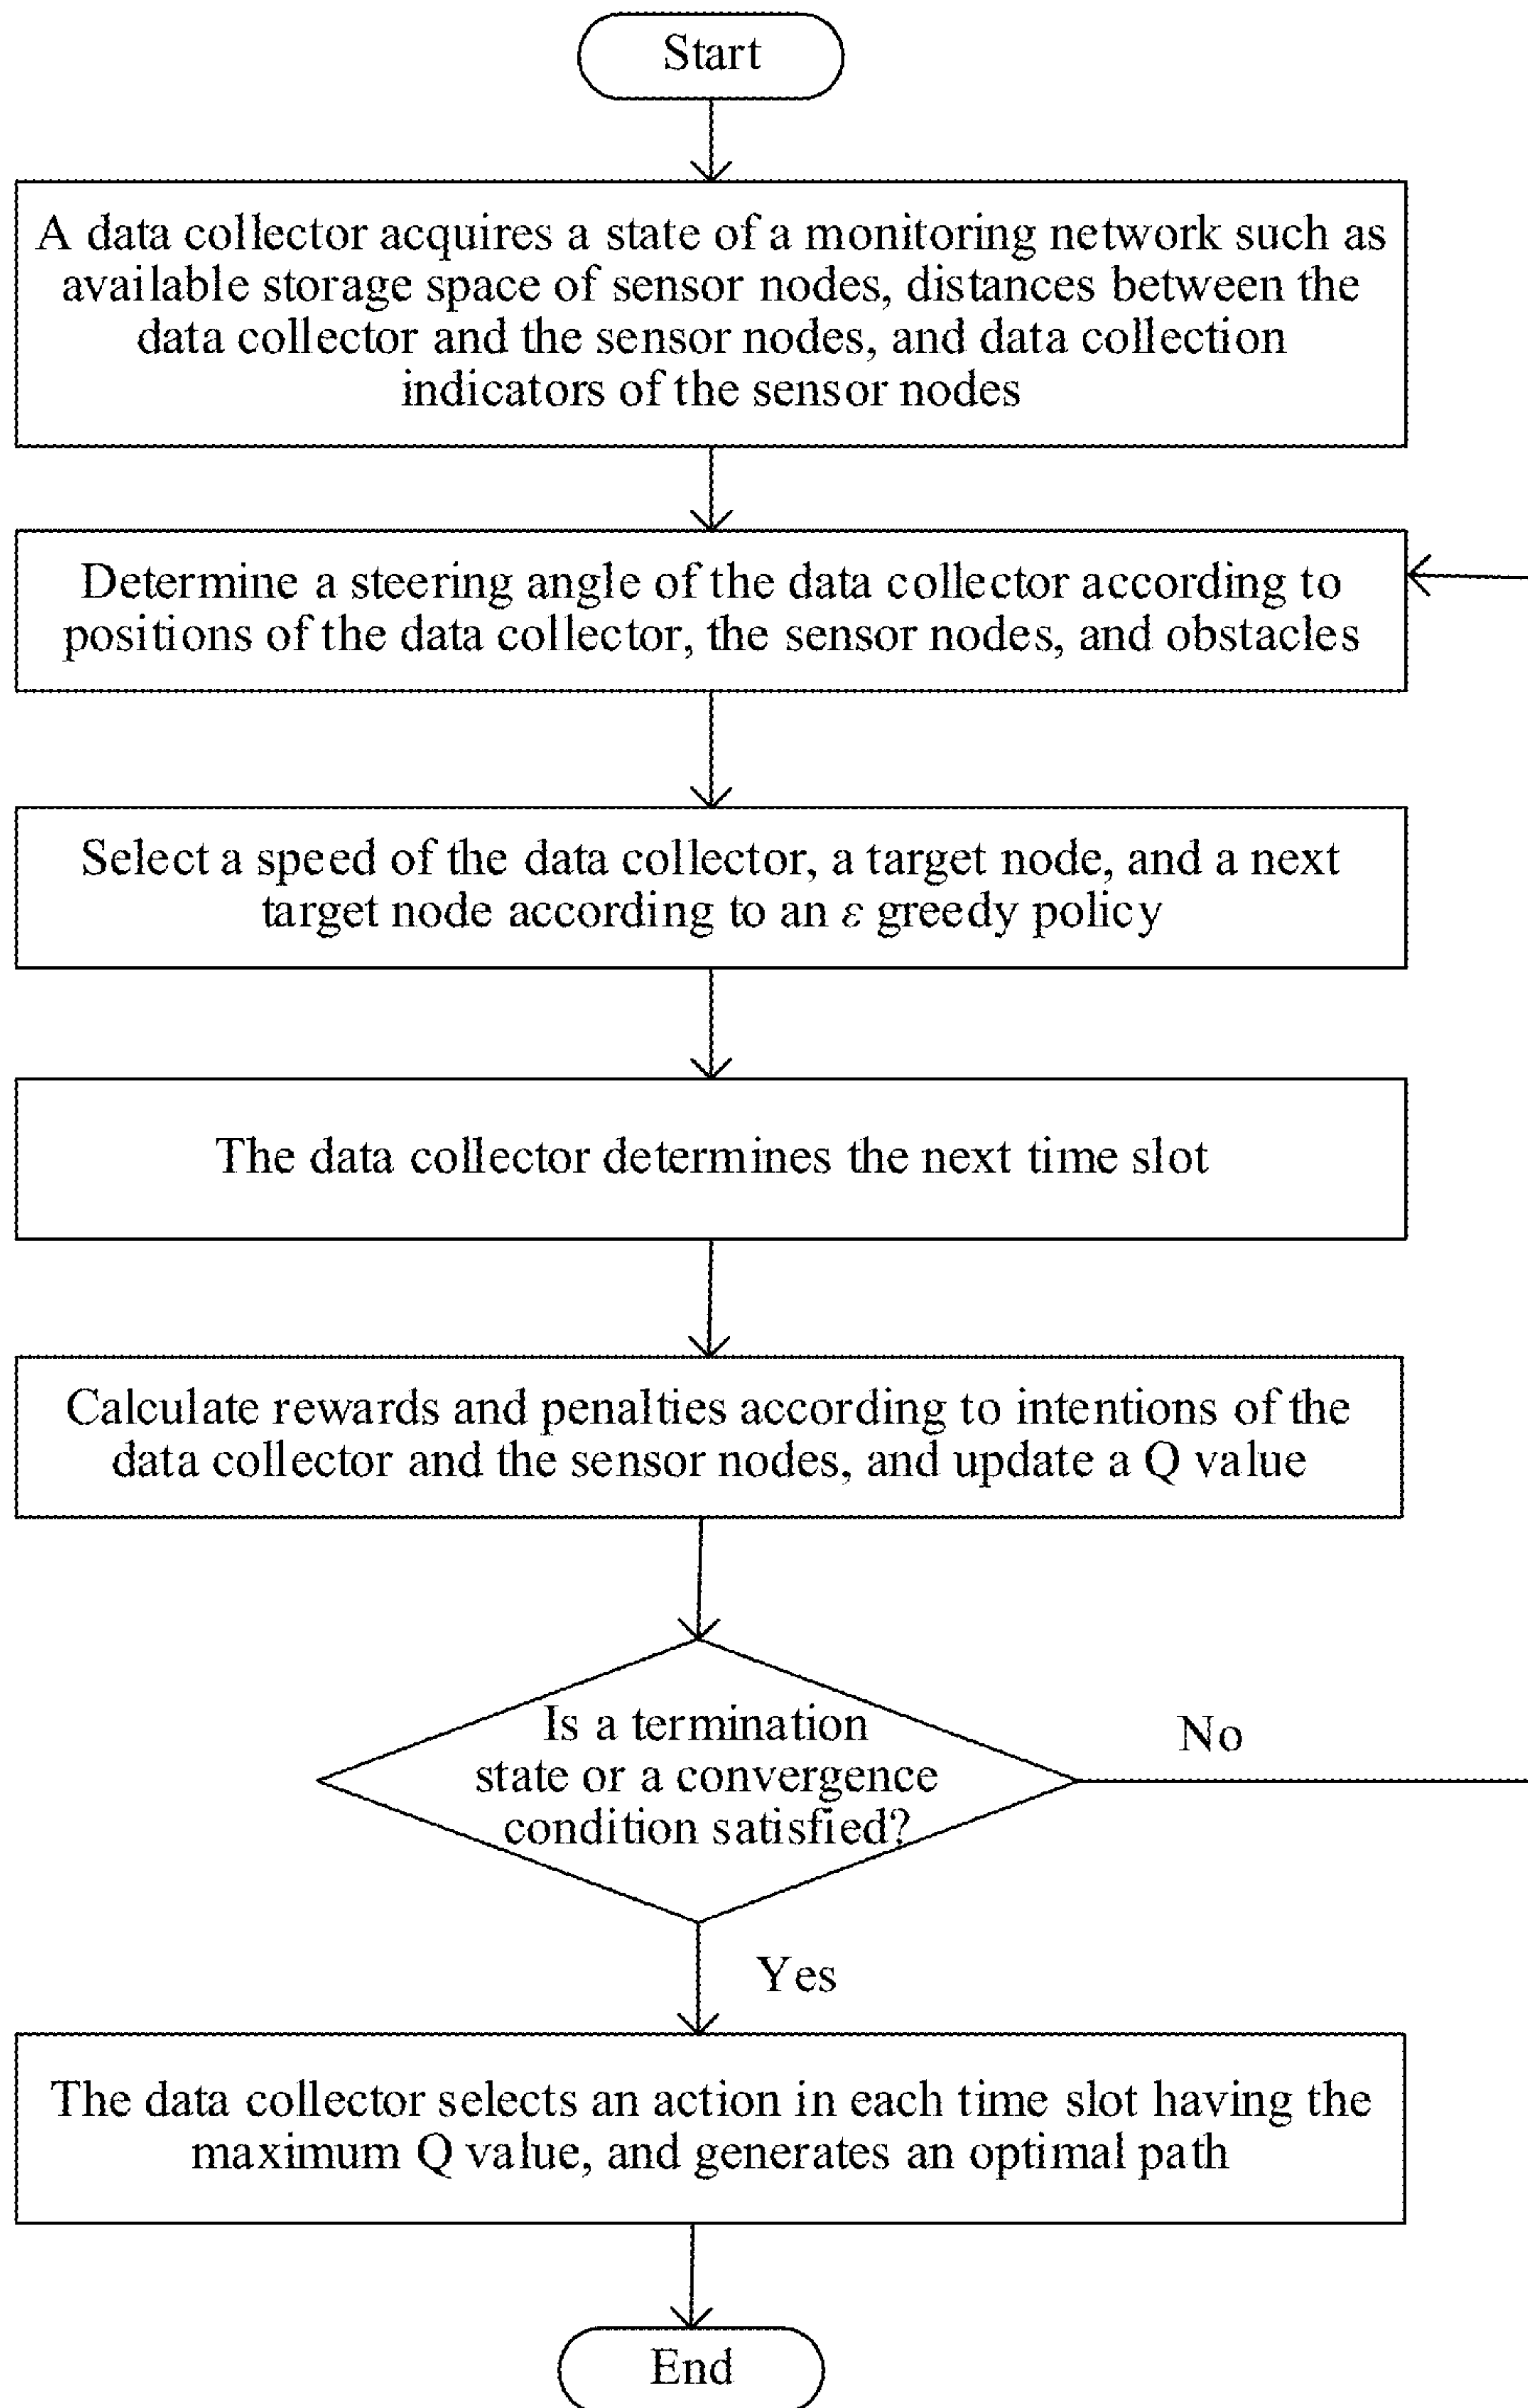 Start
A data collector acquires a state of a monitoring network such as
available storage space of sensor nodes, distances between the
data collector and the sensor nodes, and data collection
indicators of the sensor nodes
Determine a steering angle of the data collector according to
positions of the data collector, the sensor nodes, and obstacles
Select a speed of the data collector, a target node, and a next
target node according to an ε greedy policy
The data collector determines the next time slot
Calculate rewards and penalties according to intentions of the
data collector and the sensor nodes, and update a Q value
Is a termination
state or a convergence
condition satisfied?
No
Yes
The data collector selects an action in each time slot having the
maximum Q value, and generates an optimal path
End